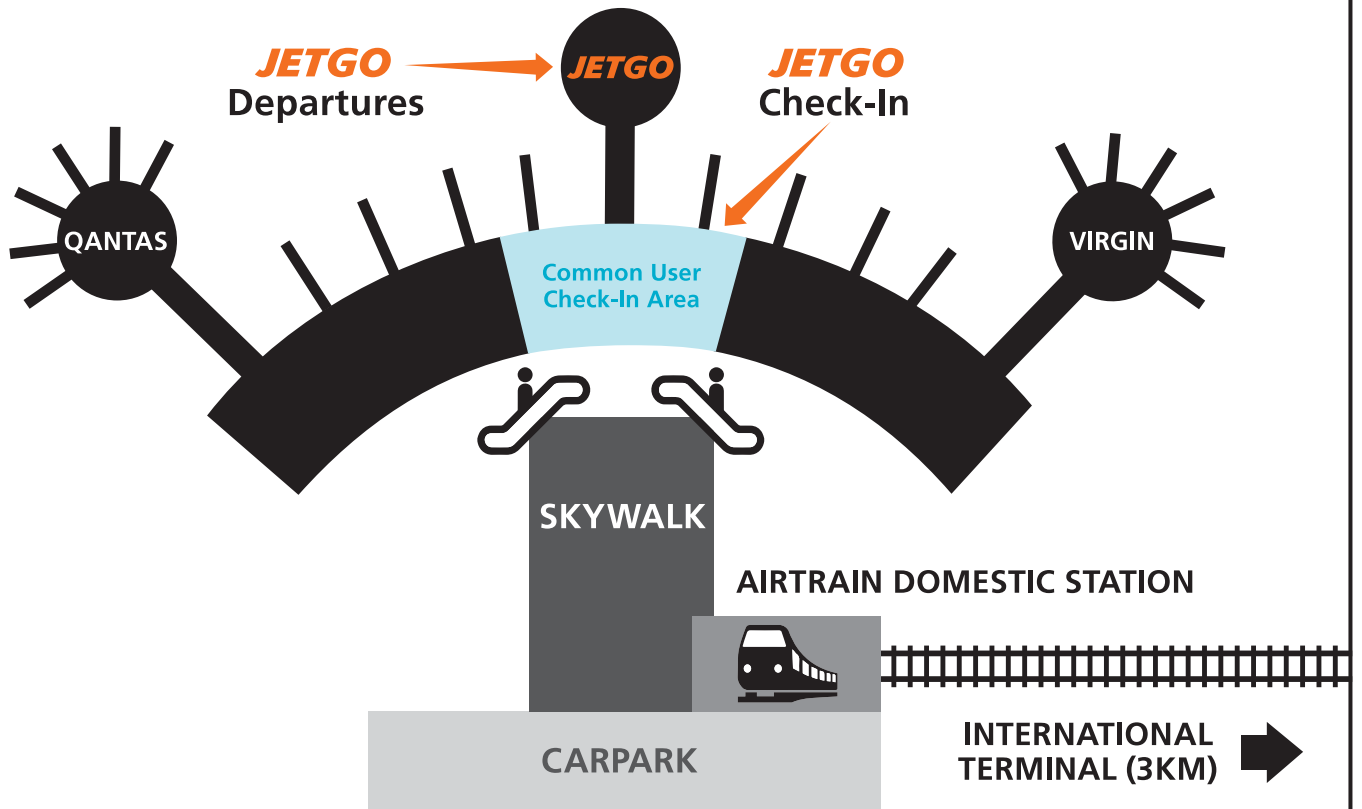 JETGO
Departures
JETGO
JETGO
Check-In
QANTAS
VIRGIN
Common User
Check-In Area
SKYWALK
AIRTRAIN DOMESTIC STATION
CARPARK
INTERNATIONAL
TERMINAL (3KM)